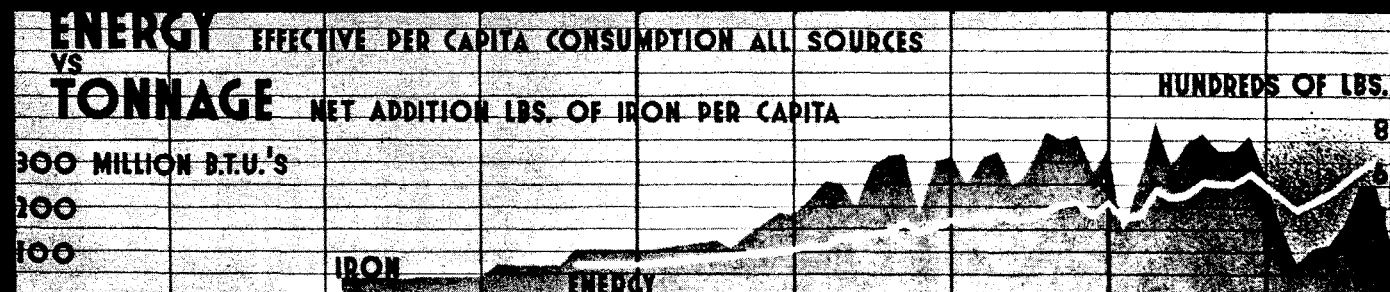 ENERGY EFFECTIVE PER CAPITA CONSUMPTION ALL SOURCES
VS
TONNAGE NET ADDITION LBS. OF IRON PER CAPITA
HUNDREDS OF LBS.
8
300 MILLION B.T.U.'S
6
200
100
IRON
ENERGY